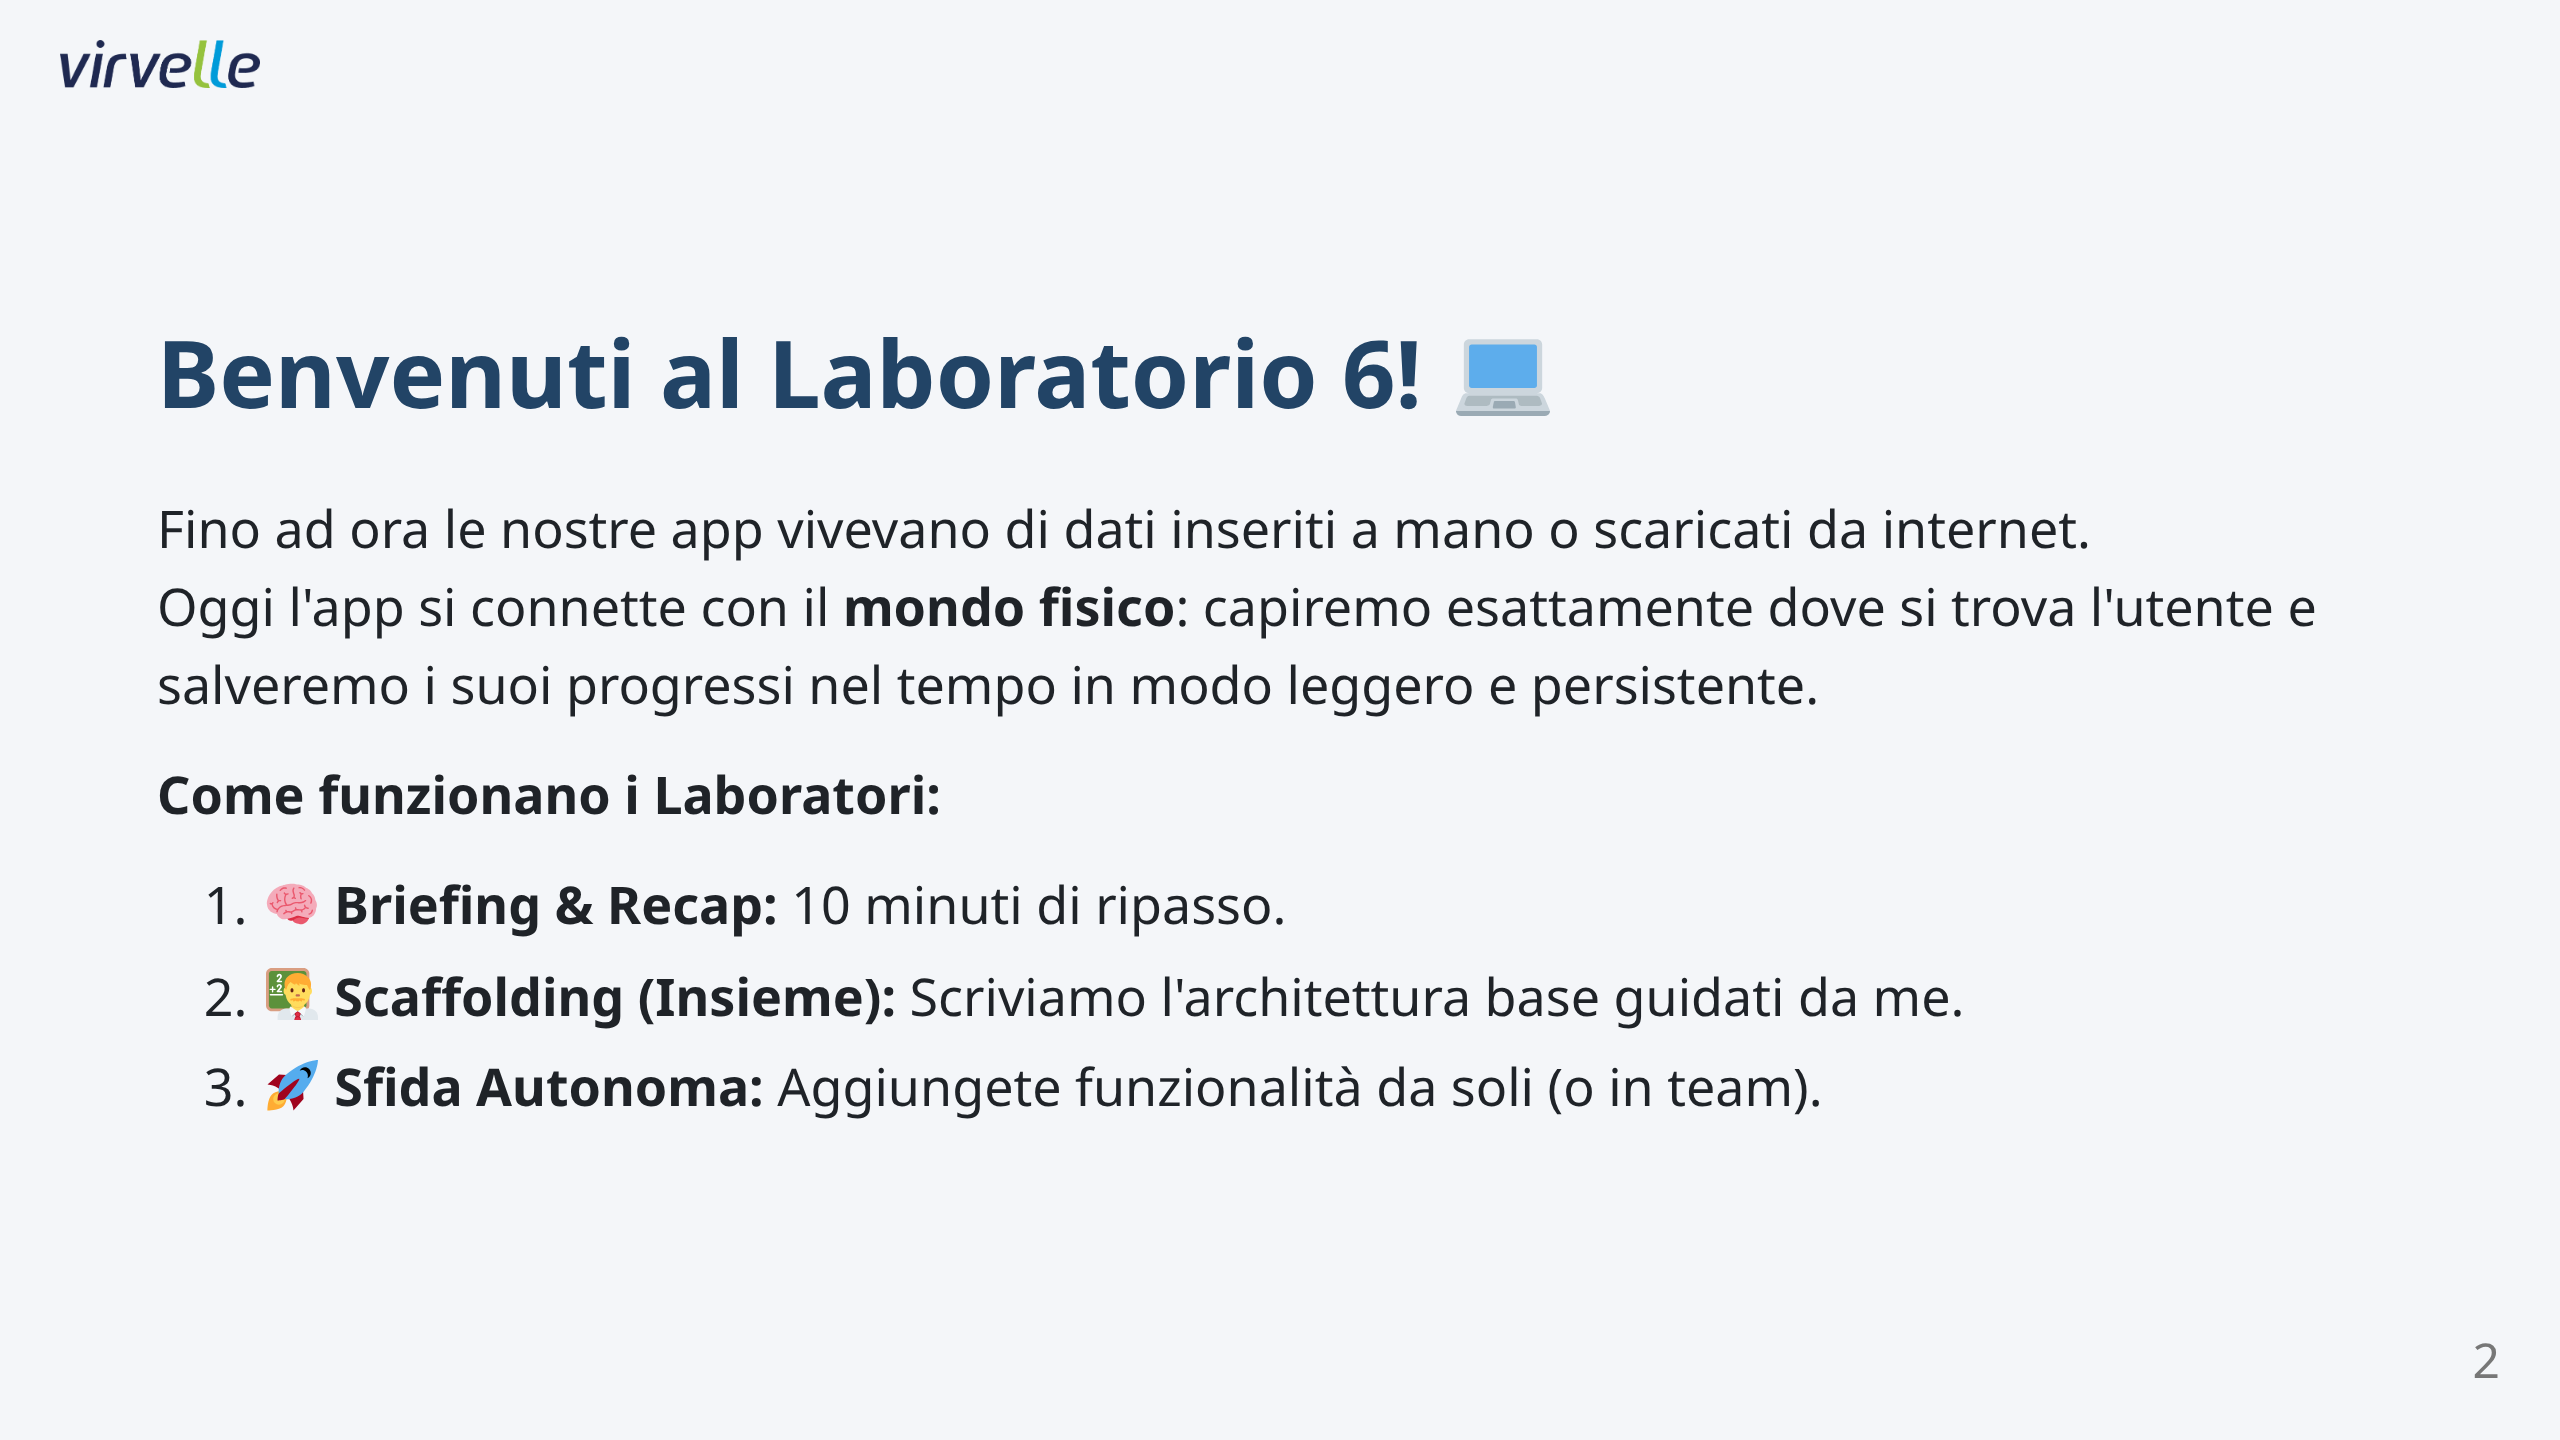 virvelle
Benvenuti al Laboratorio 6! 💻
Fino ad ora le nostre app vivevano di dati inseriti a mano o scaricati da internet.
Oggi l'app si connette con il mondo fisico: capiremo esattamente dove si trova l'utente e
salveremo i suoi progressi nel tempo in modo leggero e persistente.
Come funzionano i Laboratori:
1. 🧠 Briefing & Recap: 10 minuti di ripasso.
2. 👨‍🏫 Scaffolding (Insieme): Scriviamo l'architettura base guidati da me.
3. 🚀 Sfida Autonoma: Aggiungete funzionalità da soli (o in team).
2